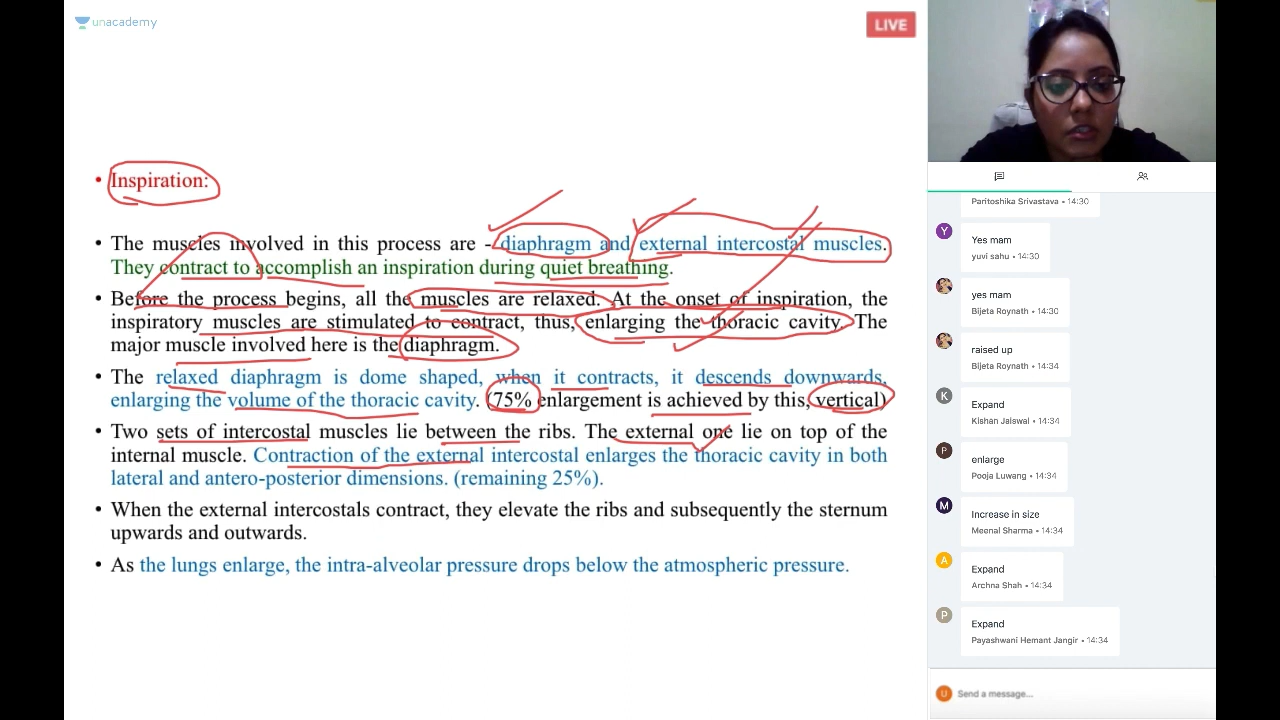 unacademy
LIVE
• Inspiration:
• The muscles involved in this process are - diaphragm and external intercostal muscles.
They contract to accomplish an inspiration during quiet breathing.
• Before the process begins, all the muscles are relaxed. At the onset of inspiration, the
inspiratory muscles are stimulated to contract, thus, enlarging the thoracic cavity. The
major muscle involved here is the diaphragm.
• The relaxed diaphragm is dome shaped, when it contracts, it descends downwards,
enlarging the volume of the thoracic cavity. (75% enlargement is achieved by this, vertical)
• Two sets of intercostal muscles lie between the ribs. The external one lie on top of the
internal muscle. Contraction of the external intercostal enlarges the thoracic cavity in both
lateral and antero-posterior dimensions. (remaining 25%).
• When the external intercostals contract, they elevate the ribs and subsequently the sternum
upwards and outwards.
• As the lungs enlarge, the intra-alveolar pressure drops below the atmospheric pressure.
Paritoshika Srivastava • 14:30
Y
Yes mam
yuvi sahu • 14:30
yes mam
Bijeta Roynath • 14:30
raised up
Bijeta Roynath • 14:34
K
Expand
Kishan Jaiswal • 14:34
P
enlarge
Pooja Luwang • 14:34
M
Increase in size
Meenal Sharma • 14:34
A
Expand
Archna Shah • 14:34
P
Expand
Payashwani Hemant Jangir • 14:34
U
Send a message...